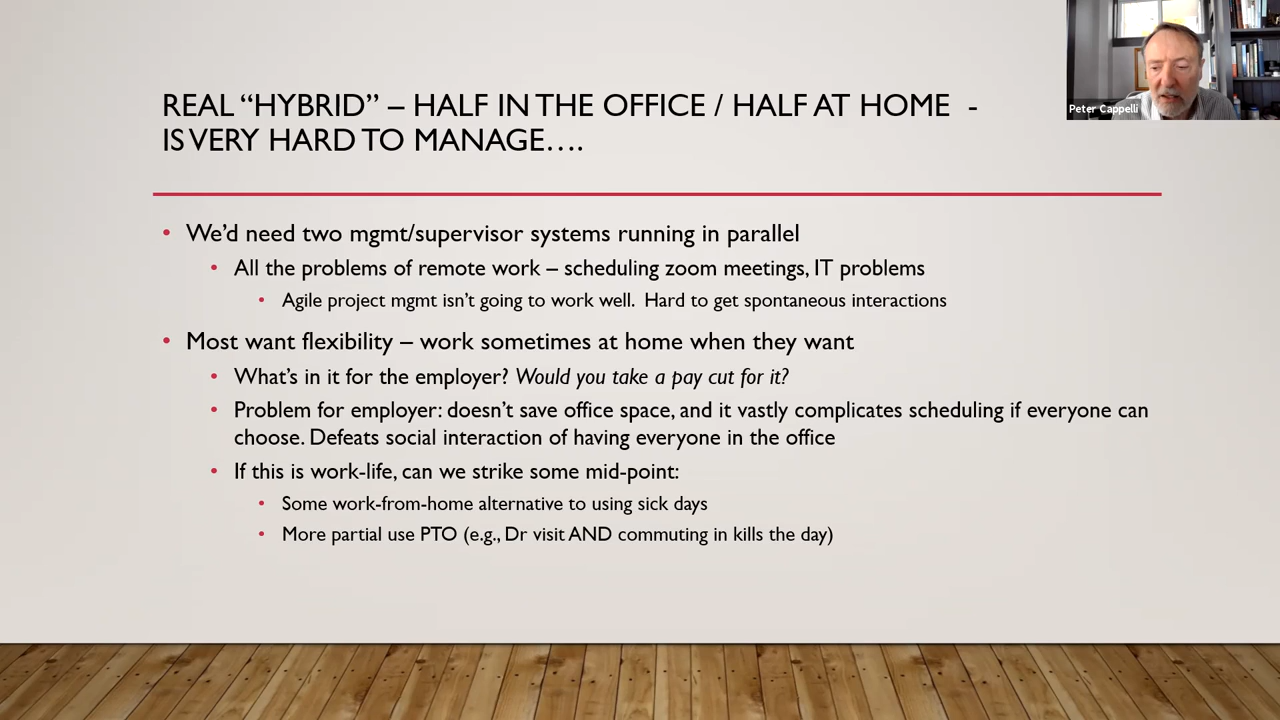 REAL “HYBRID” – HALF IN THE OFFICE / HALF AT HOME -
IS VERY HARD TO MANAGE….
Peter Cappelli
• We’d need two mgmt/supervisor systems running in parallel
• All the problems of remote work – scheduling zoom meetings, IT problems
• Agile project mgmt isn’t going to work well. Hard to get spontaneous interactions
• Most want flexibility – work sometimes at home when they want
• What’s in it for the employer? Would you take a pay cut for it?
• Problem for employer: doesn’t save office space, and it vastly complicates scheduling if everyone can
choose. Defeats social interaction of having everyone in the office
• If this is work-life, can we strike some mid-point:
• Some work-from-home alternative to using sick days
• More partial use PTO (e.g., Dr visit AND commuting in kills the day)